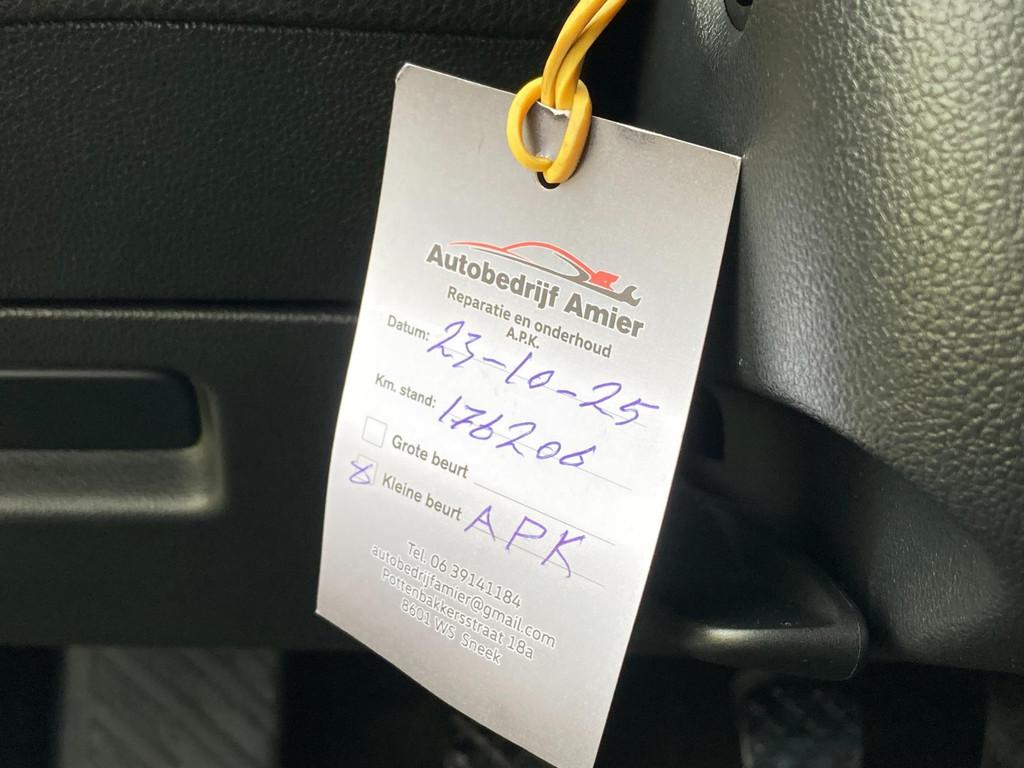 Autobedrijf Amier
Reparatie en onderhoud
A.P.K.
Datum: 23-10-25
Km. stand: 176206
Grote beurt
Kleine beurt APK
Tel. 06 39141184
autobedrijfamier@gmail.com
Pottenbakkersstraat 18a
8601 WS Sneek